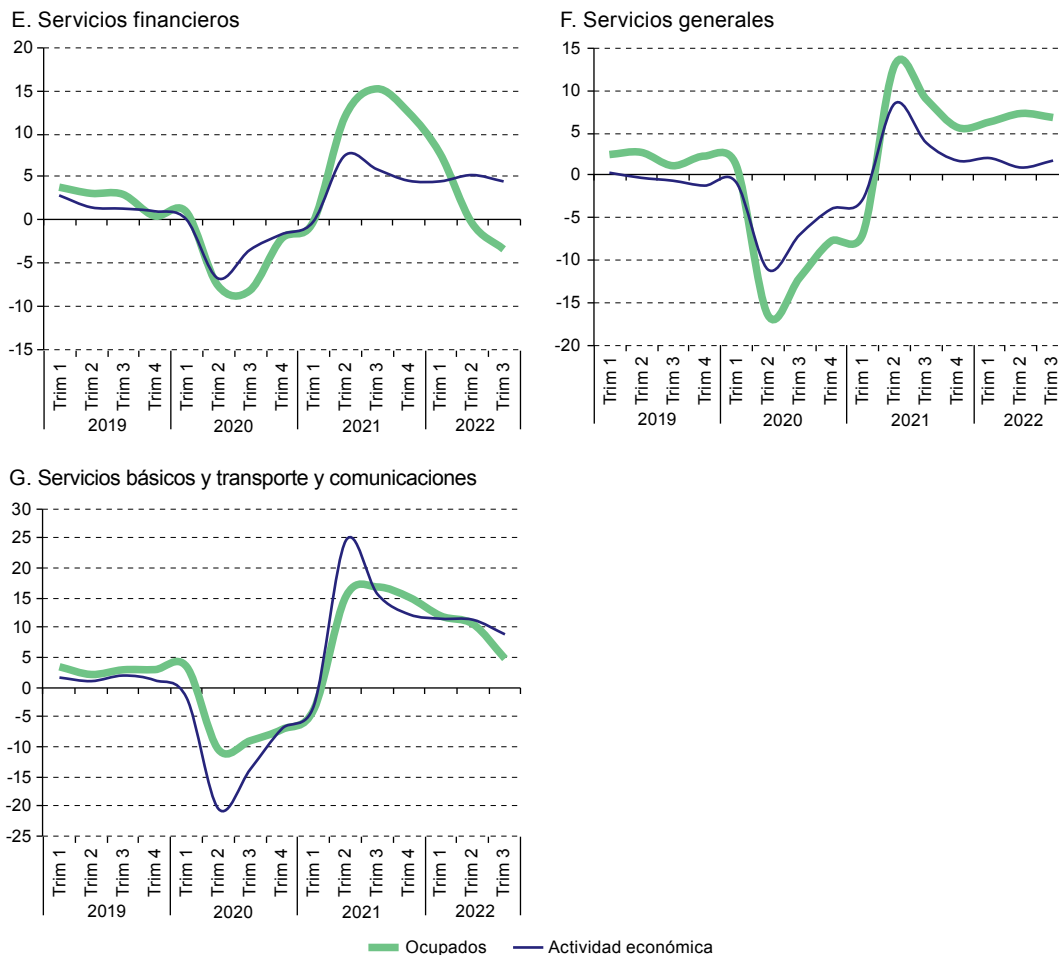 E. Servicios financieros
20
15
10
5
0
-5
-10
-15
Trim 1
Trim 2
Trim 3
Trim 4
Trim 1
Trim 2
Trim 3
Trim 4
Trim 1
Trim 2
Trim 3
Trim 4
Trim 1
Trim 2
Trim 3
2019
2020
2021
2022
F. Servicios generales
15
10
5
0
-5
-10
-15
-20
Trim 1
Trim 2
Trim 3
Trim 4
Trim 1
Trim 2
Trim 3
Trim 4
Trim 1
Trim 2
Trim 3
Trim 4
Trim 1
Trim 2
Trim 3
2019
2020
2021
2022
G. Servicios básicos y transporte y comunicaciones
30
25
20
15
10
5
0
-5
-10
-15
-20
-25
Trim 1
Trim 2
Trim 3
Trim 4
Trim 1
Trim 2
Trim 3
Trim 4
Trim 1
Trim 2
Trim 3
Trim 4
Trim 1
Trim 2
Trim 3
2019
2020
2021
2022
Ocupados
Actividad económica